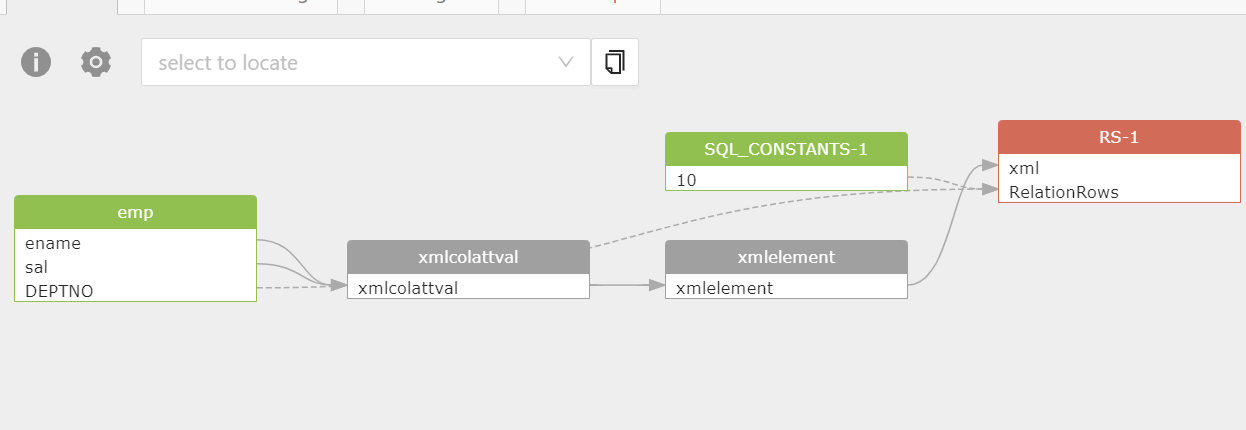 select to locate
SQL_CONSTANTS-1
10
RS-1
xml
RelationRows
emp
ename
sal
DEPTNO
xmlcolattval
xmlcolattval
xmlelement
xmlelement